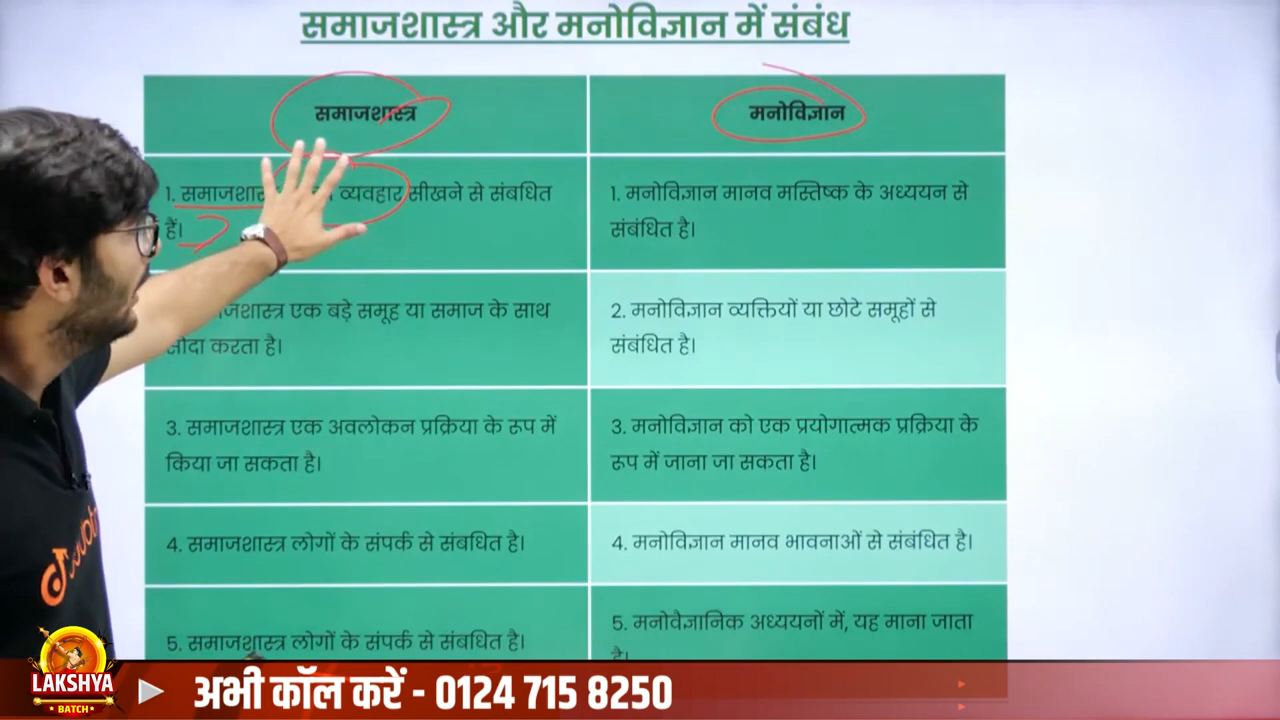 समाजशास्त्र और मनोविज्ञान में संबंध
समाजशास्त्र
मनोविज्ञान
1. समाजशास व्यवहार सीखने से संबधित
हैं।
1. मनोविज्ञान मानव मस्तिष्क के अध्ययन से
संबंधित है।
जशास्त्र एक बड़े समूह या समाज के साथ
सौदा करता है।
2. मनोविज्ञान व्यक्तियों या छोटे समूहों से
संबंधित है।
3. समाजशास्त्र एक अवलोकन प्रक्रिया के रूप में
किया जा सकता है।
3. मनोविज्ञान को एक प्रयोगात्मक प्रक्रिया के
रूप में जाना जा सकता है।
4. समाजशास्त्र लोगों के संपर्क से संबधित है।
4. मनोविज्ञान मानव भावनाओं से संबंधित है।
5. समाजशास्त्र लोगों के संपर्क से संबधित है।
5. मनोवैज्ञानिक अध्ययनों में, यह माना जाता
है।
LAKSHYA
BATCH
अभी कॉल करें - 0124 715 8250